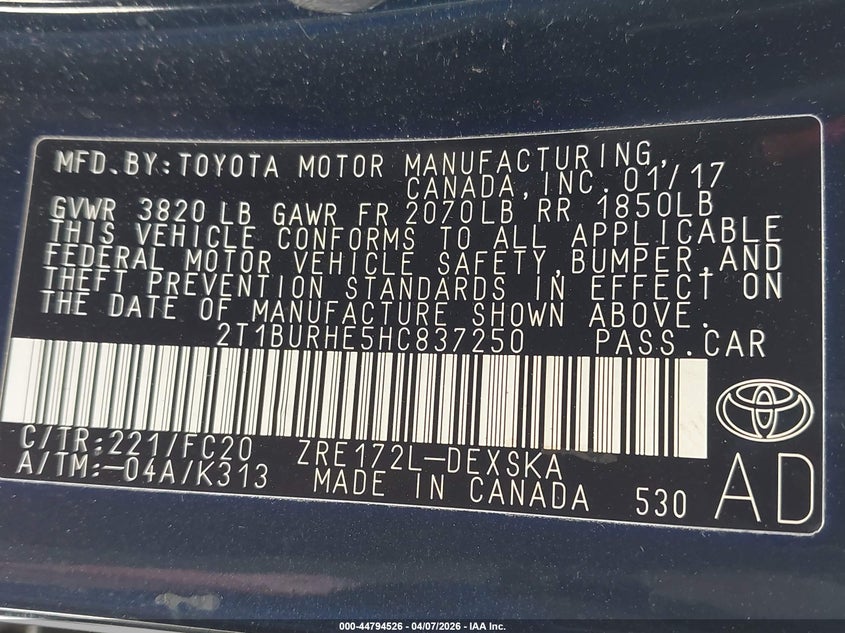 MFD.BY:TOYOTA MOTOR MANUFACTURING,
CANADA,INC. 01/17
GVWR 3820 LB GAWR FR 2070LB RR 1850LB
THIS VEHICLE CONFORMS TO ALL APPLICABLE
FEDERAL MOTOR VEHICLE SAFETY,BUMPER,AND
THEFT PREVENTION STANDARDS IN EFFECT ON
THE DATE OF MANUFACTURE SHOWN ABOVE.
2T1BURHE5HC837250 PASS.CAR
C/TR:221/FC20 ZRE172L-DEXSKA
A/TM:-04A/K313 MADE IN CANADA 530 AD
000-44794526 - 04/07/2026 - IAA Inc.